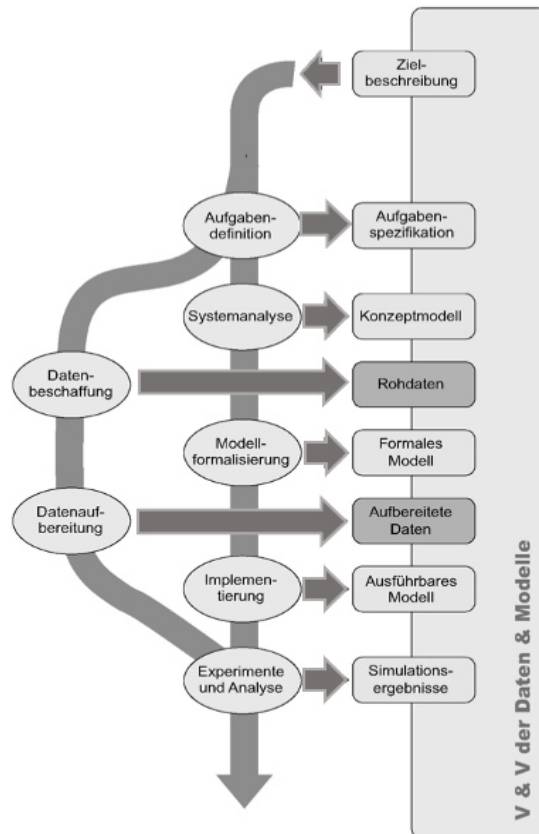 Ziel-
beschreibung
Aufgaben-
definition
Aufgaben-
spezifikation
Systemanalyse
Konzeptmodell
Daten-
beschaffung
Rohdaten
Modell-
formalisierung
Formales
Modell
Datenauf-
bereitung
Aufbereitete
Daten
Implemen-
tierung
Ausführbares
Modell
Experimente
und Analyse
Simulations-
ergebnisse
V & V der Daten & Modelle